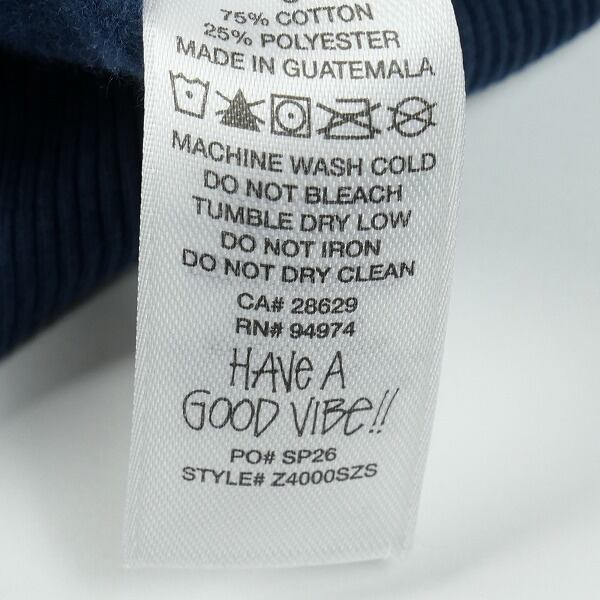 75% COTTON
25% POLYESTER
MADE IN GUATEMALA
MACHINE WASH COLD
DO NOT BLEACH
TUMBLE DRY LOW
DO NOT IRON
DO NOT DRY CLEAN
CA# 28629
RN# 94974
HAVE A
GOOD VIBE!!
PO# SP26
STYLE# Z4000SZS